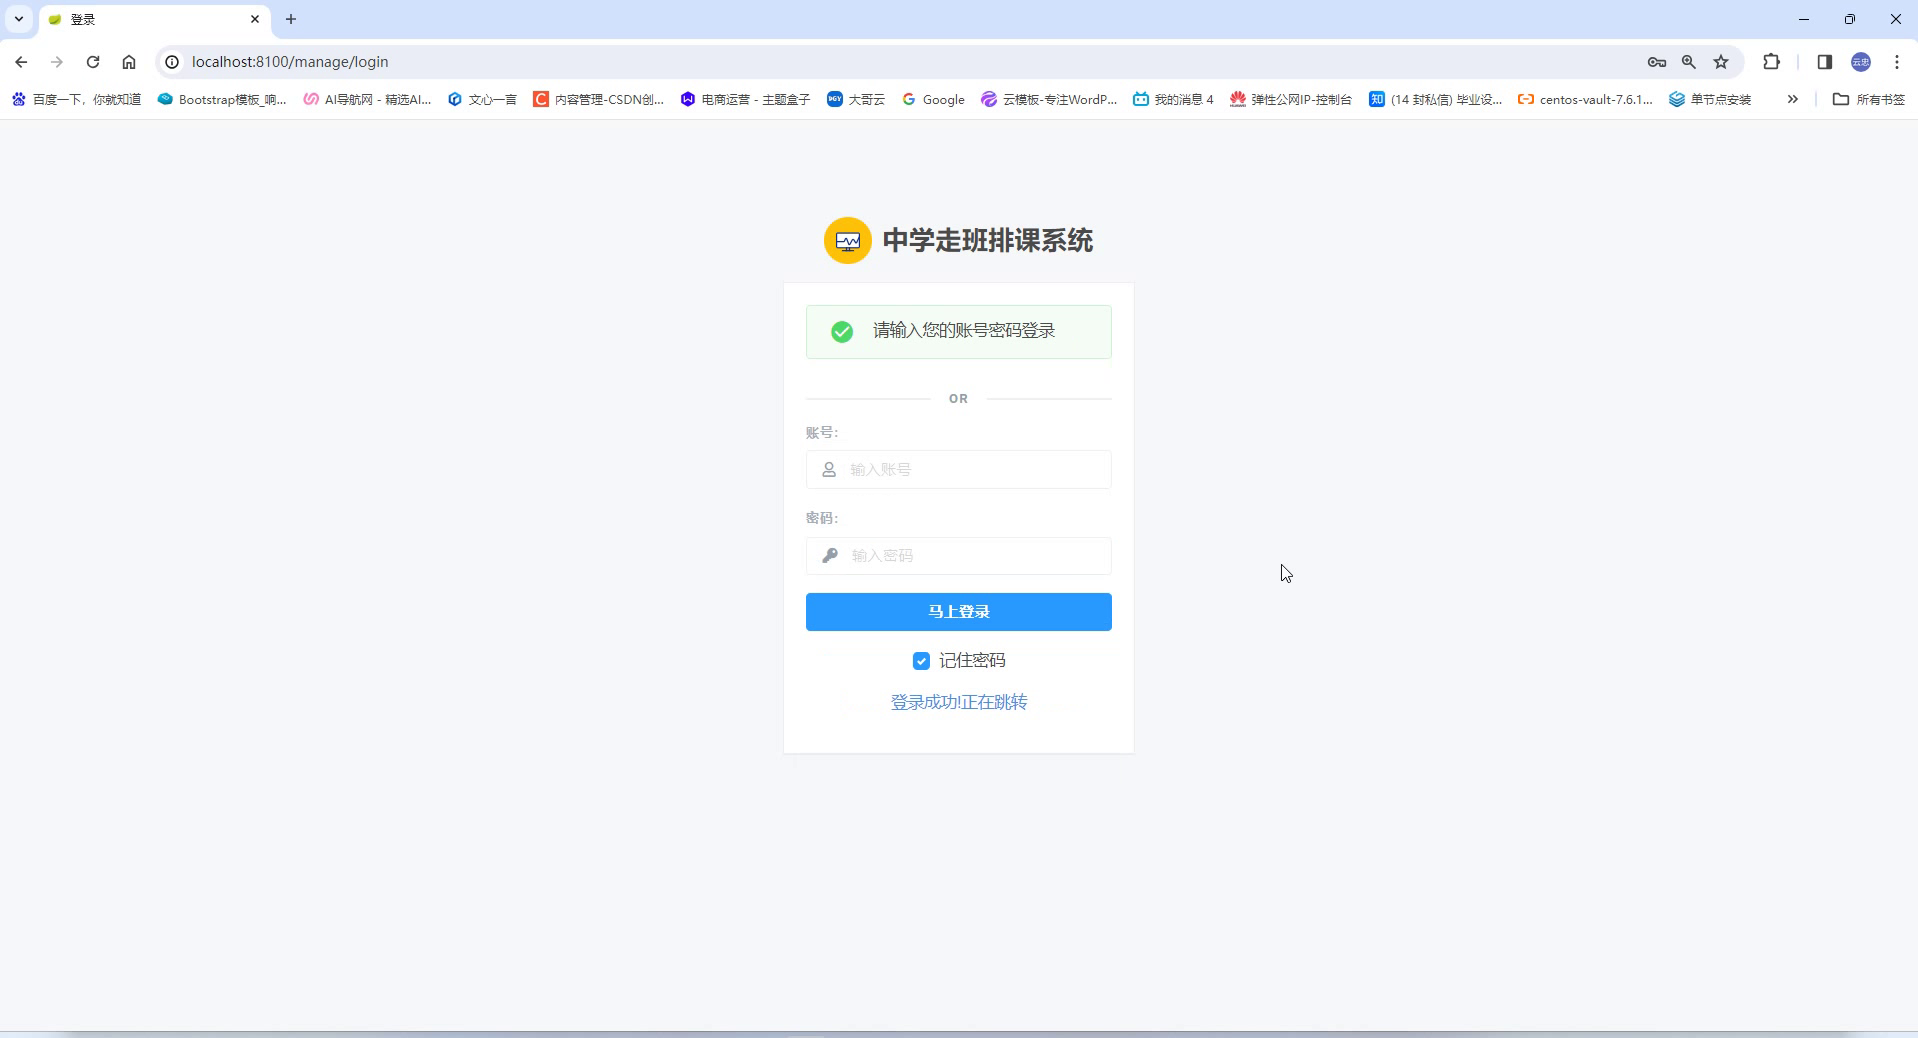 登录
localhost:8100/manage/login
云忠
百度一下，你就知道
Bootstrap模板_响...
AI导航网 - 精选AI...
文心一言
内容管理-CSDN创...
电商运营 - 主题盒子
大哥云
Google
云模板-专注WordP...
我的消息 4
弹性公网IP-控制台
知 (14 封私信) 毕业设...
centos-vault-7.6.1...
单节点安装
所有书签
中学走班排课系统
请输入您的账号密码登录
OR
账号:
输入账号
密码:
输入密码
马上登录
记住密码
登录成功!正在跳转